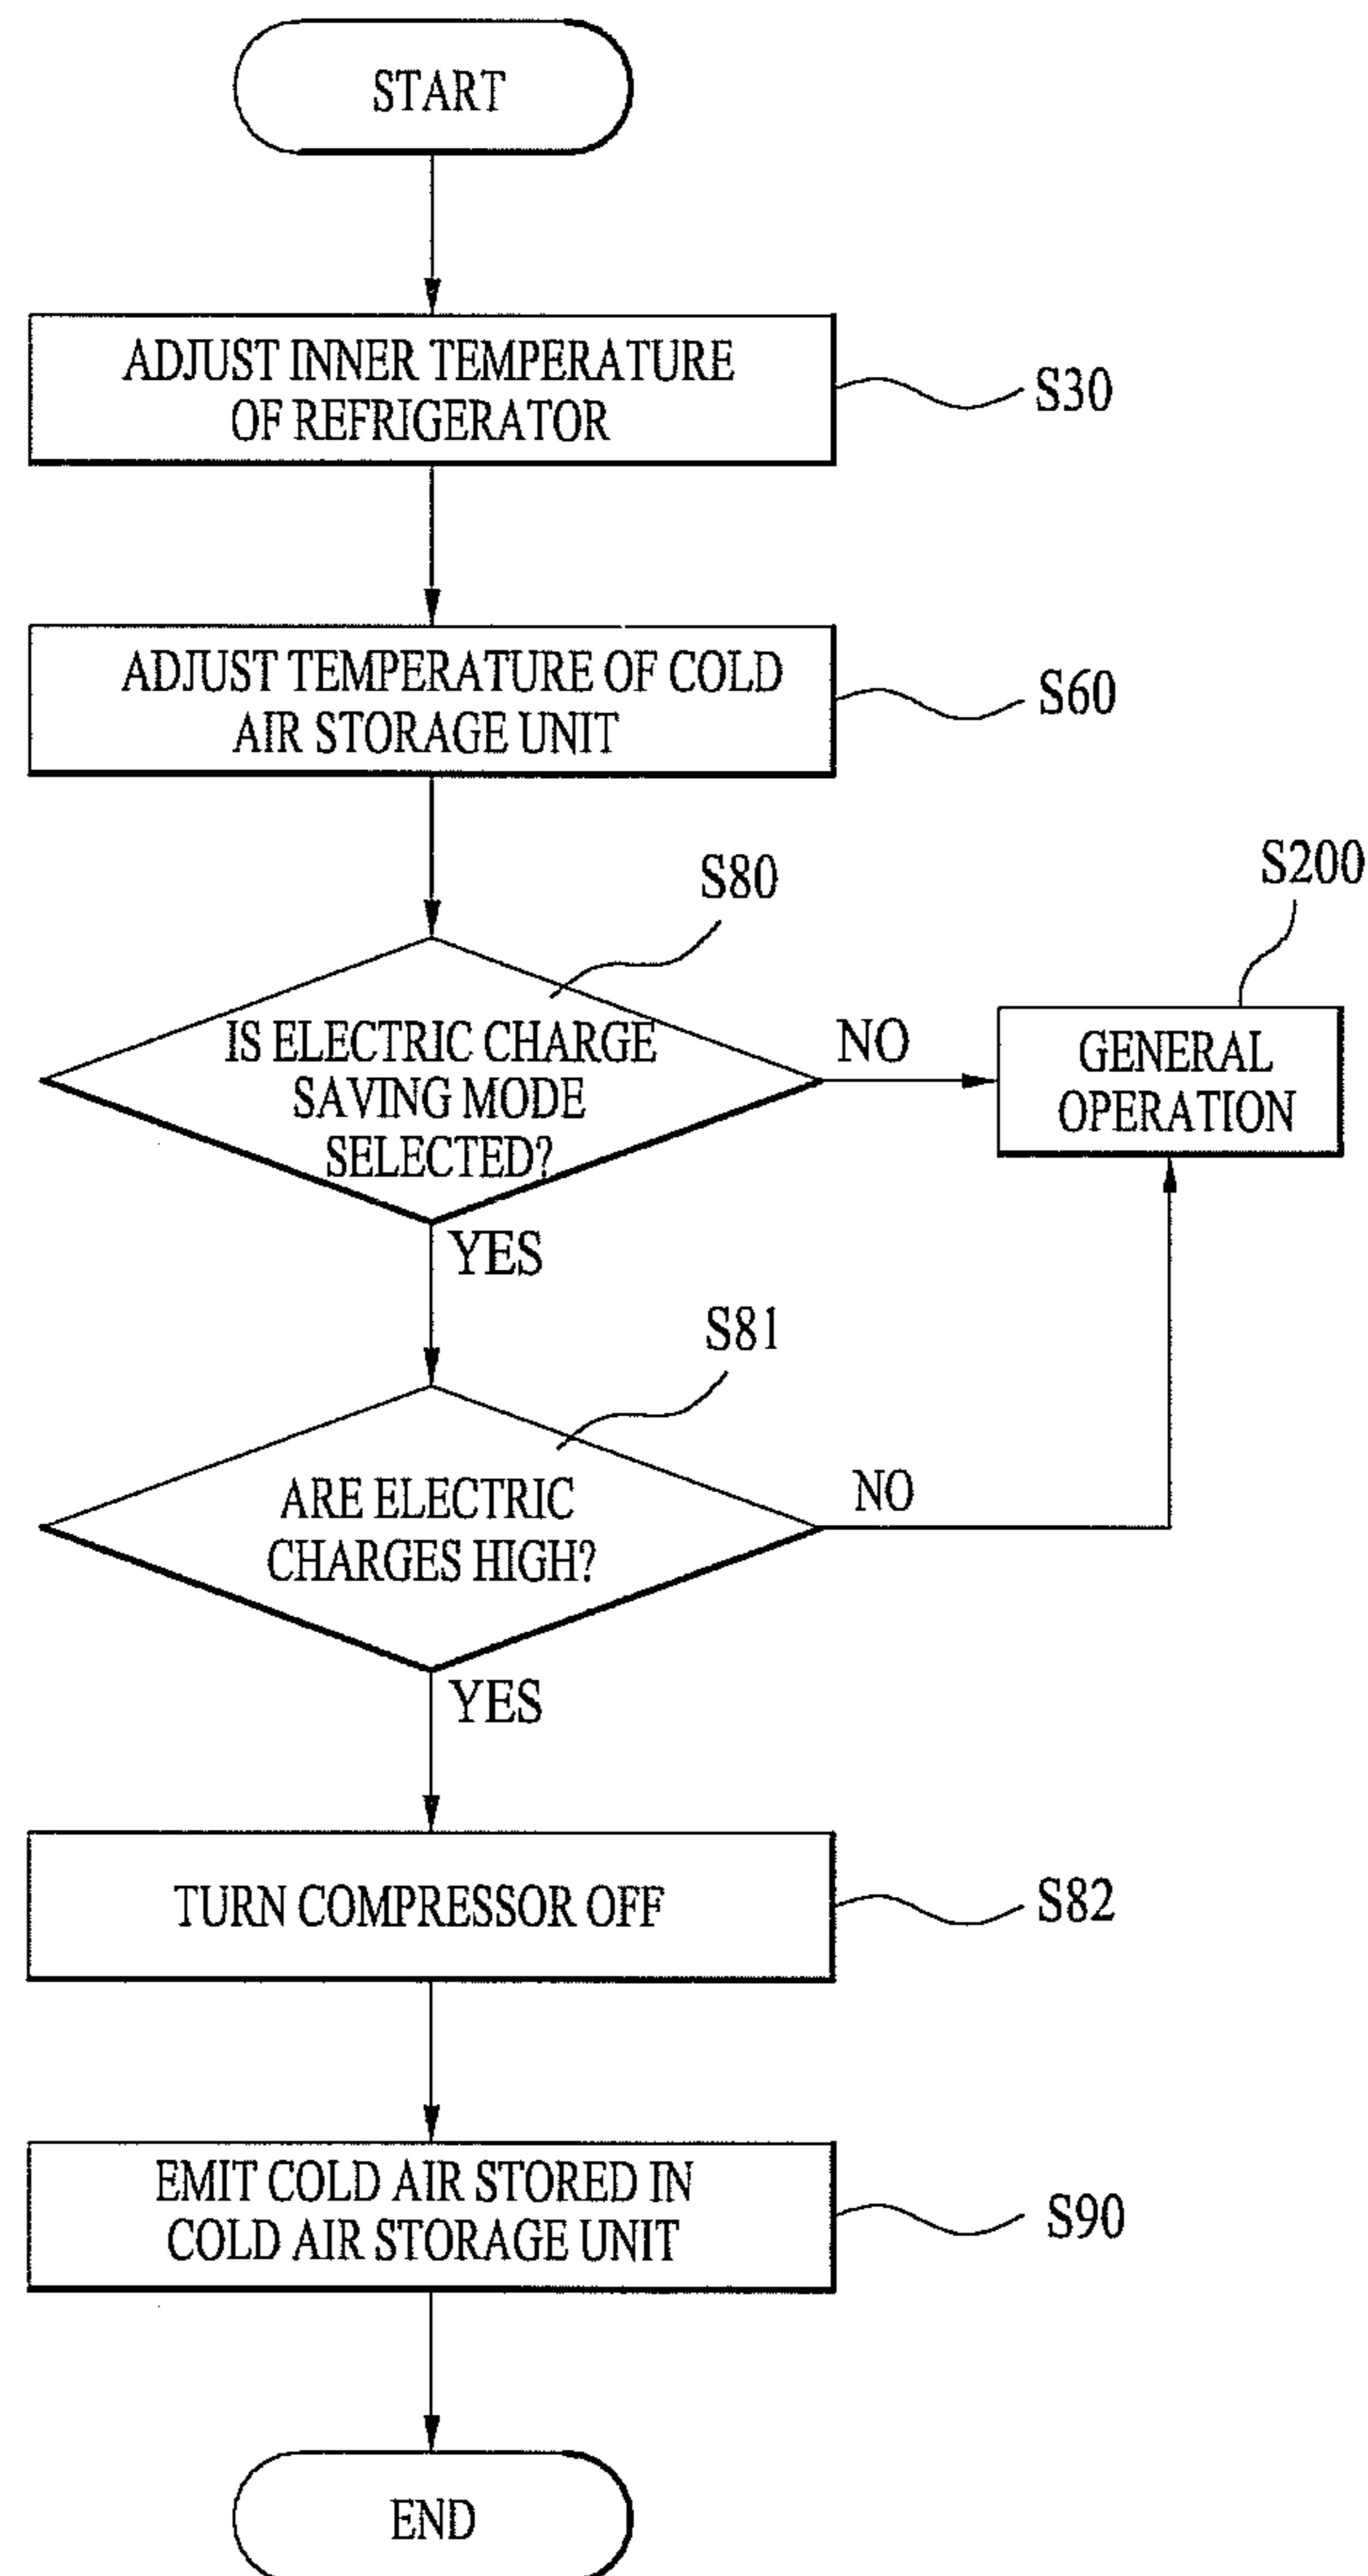 START
ADJUST INNER TEMPERATURE
OF REFRIGERATOR
S30
ADJUST TEMPERATURE OF COLD
AIR STORAGE UNIT
S60
S80
S200
IS ELECTRIC CHARGE
SAVING MODE
SELECTED?
NO
GENERAL
OPERATION
YES
S81
ARE ELECTRIC
CHARGES HIGH?
NO
YES
TURN COMPRESSOR OFF
S82
EMIT COLD AIR STORED IN
COLD AIR STORAGE UNIT
S90
END